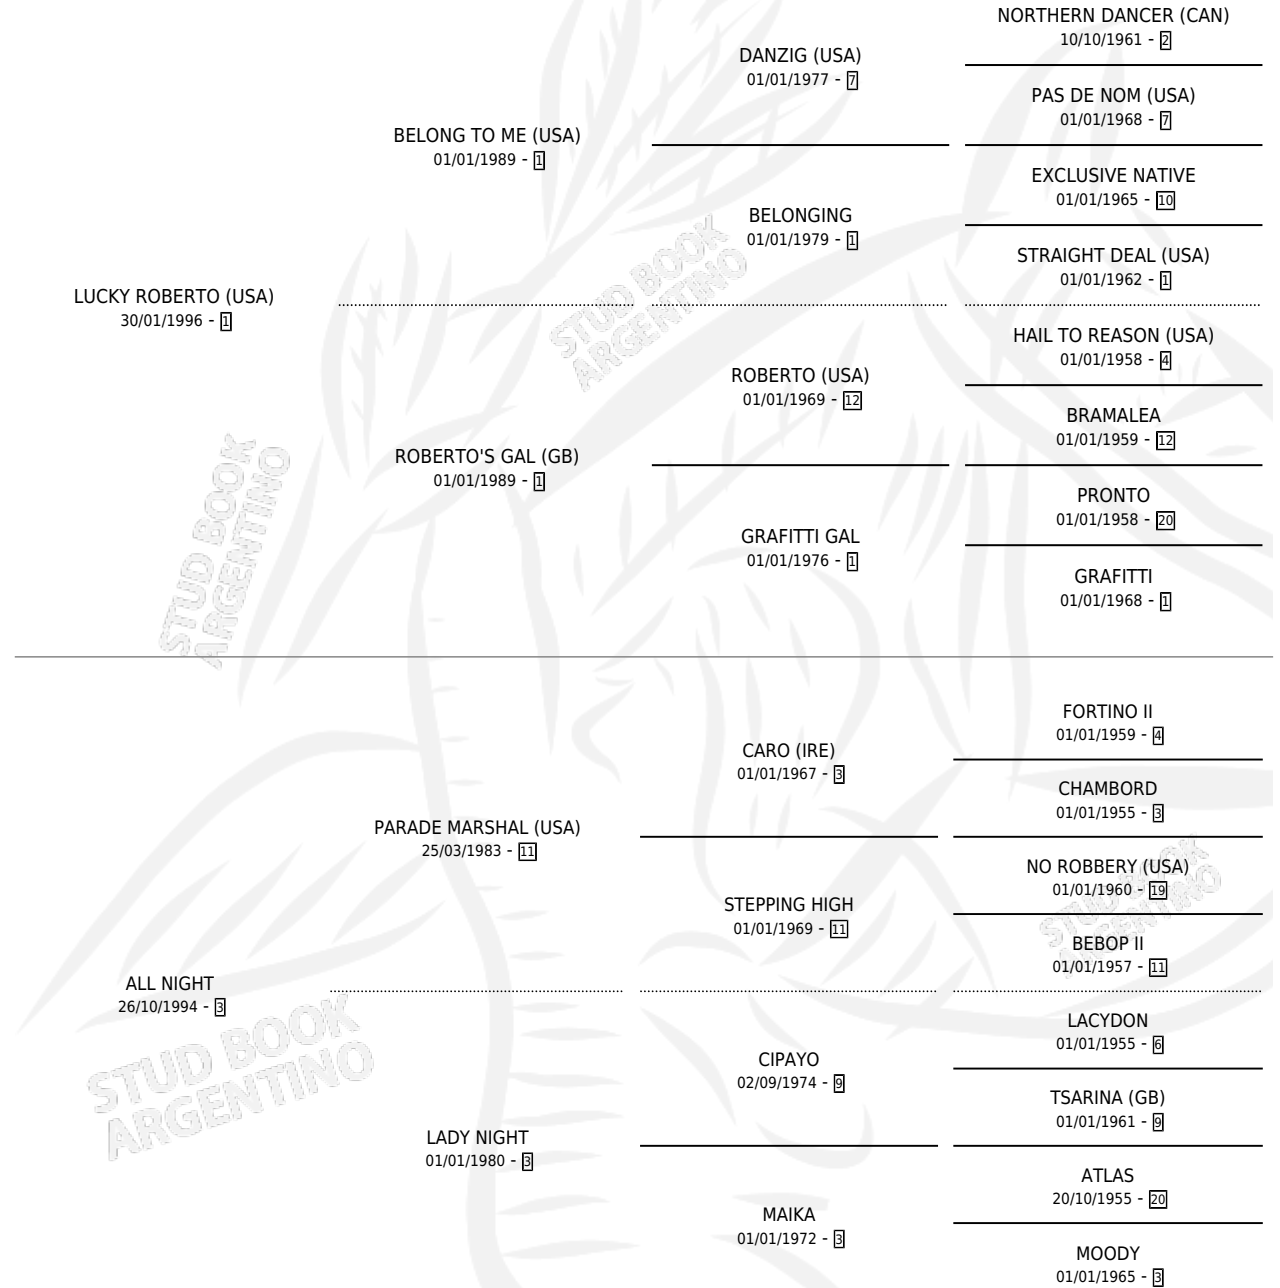 NORTHERN DANCER (CAN)
10/10/1961 - 2
DANZIG (USA)
01/01/1977 - 7
PAS DE NOM (USA)
01/01/1968 - 7
BELONG TO ME (USA)
01/01/1989 - 1
EXCLUSIVE NATIVE
01/01/1965 - 10
BELONGING
01/01/1979 - 1
STRAIGHT DEAL (USA)
01/01/1962 - 1
LUCKY ROBERTO (USA)
30/01/1996 - 1
HAIL TO REASON (USA)
01/01/1958 - 4
ROBERTO (USA)
01/01/1969 - 12
BRAMALEA
01/01/1959 - 12
ROBERTO'S GAL (GB)
01/01/1989 - 1
PRONTO
01/01/1958 - 20
GRAFITTI GAL
01/01/1976 - 1
GRAFITTI
01/01/1968 - 1
STUD BOOK
ARGENTINO
STUD BOOK
ARGENTINO
FORTINO II
01/01/1959 - 4
CARO (IRE)
01/01/1967 - 3
CHAMBORD
01/01/1955 - 3
PARADE MARSHAL (USA)
25/03/1983 - 11
NO ROBBERY (USA)
01/01/1960 - 19
STEPPING HIGH
01/01/1969 - 11
BEBOP II
01/01/1957 - 11
STUD BOOK
ARGENTINO
ALL NIGHT
26/10/1994 - 3
LACYDON
01/01/1955 - 6
CIPAYO
02/09/1974 - 9
TSARINA (GB)
01/01/1961 - 9
LADY NIGHT
01/01/1980 - 3
ATLAS
20/10/1955 - 20
MAIKA
01/01/1972 - 3
MOODY
01/01/1965 - 3
STUD BOOK
ARGENTINO